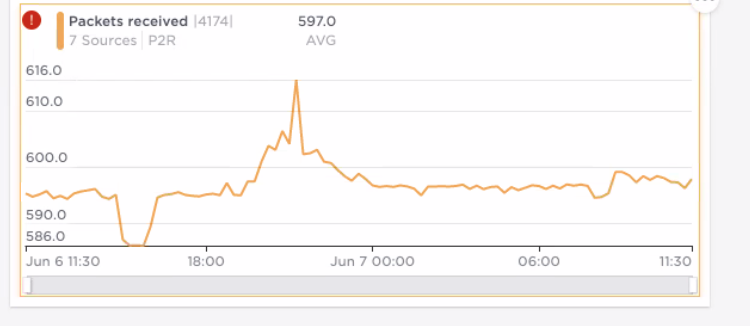 Packets received |4174| 597.0
7 Sources P2R AVG
616.0
610.0
600.0
590.0
586.0
Jun 6 11:30 18:00 Jun 7 00:00 06:00 11:30